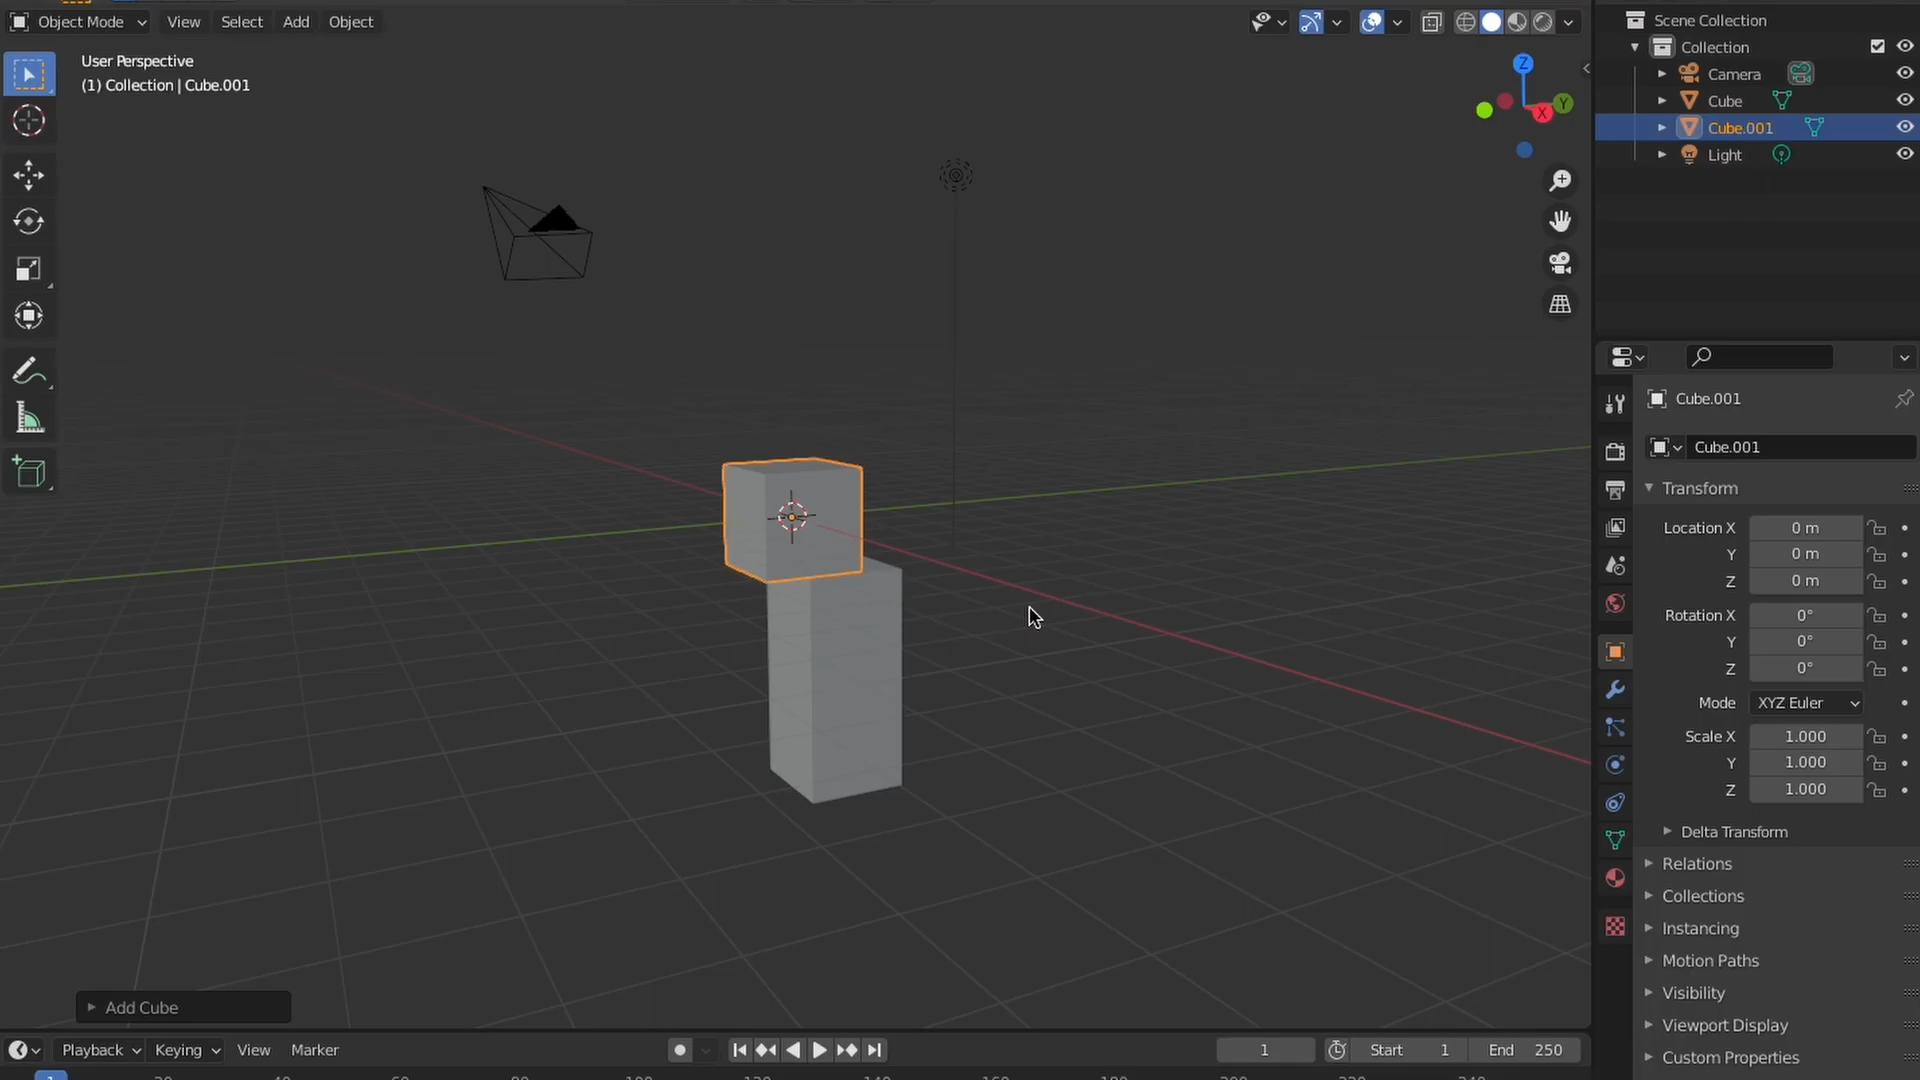 Object Mode View Select Add Object
User Perspective
(1) Collection | Cube.001
Z
X
Y
Scene Collection
Collection
Camera
Cube
Cube.001
Light
Cube.001
Cube.001
Transform
Location X 0 m
Y 0 m
Z 0 m
Rotation X 0°
Y 0°
Z 0°
Mode XYZ Euler
Scale X 1.000
Y 1.000
Z 1.000
Delta Transform
Relations
Collections
Instancing
Motion Paths
Visibility
Viewport Display
Custom Properties
Add Cube
Playback Keying View Marker 1 Start 1 End 250